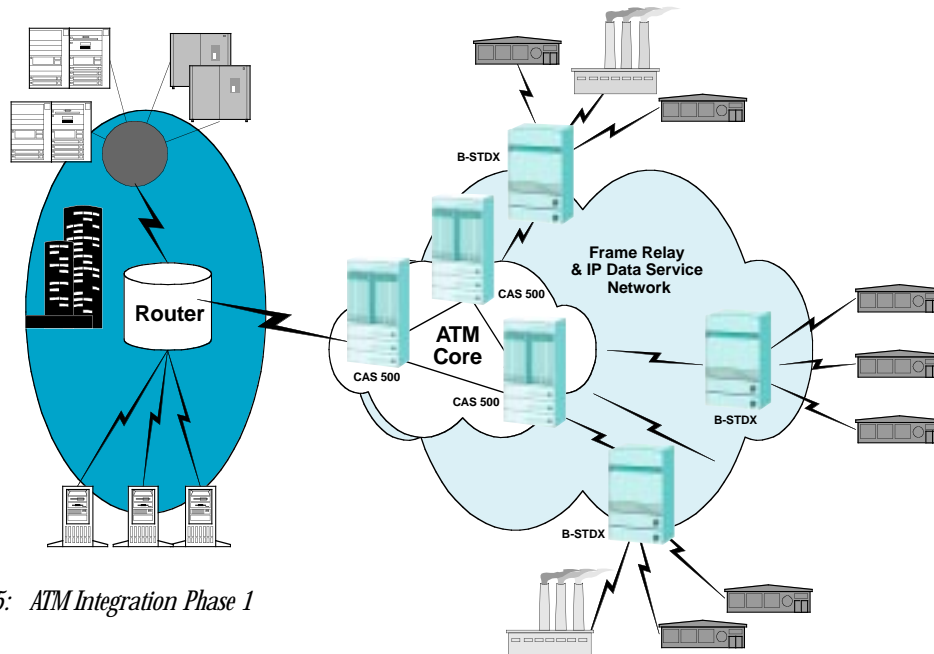 B-STDX
Frame Relay
& IP Data Service
Network
CAS 500
Router
ATM
Core
CAS 500
CAS 500
B-STDX
B-STDX
5: ATM Integration Phase 1